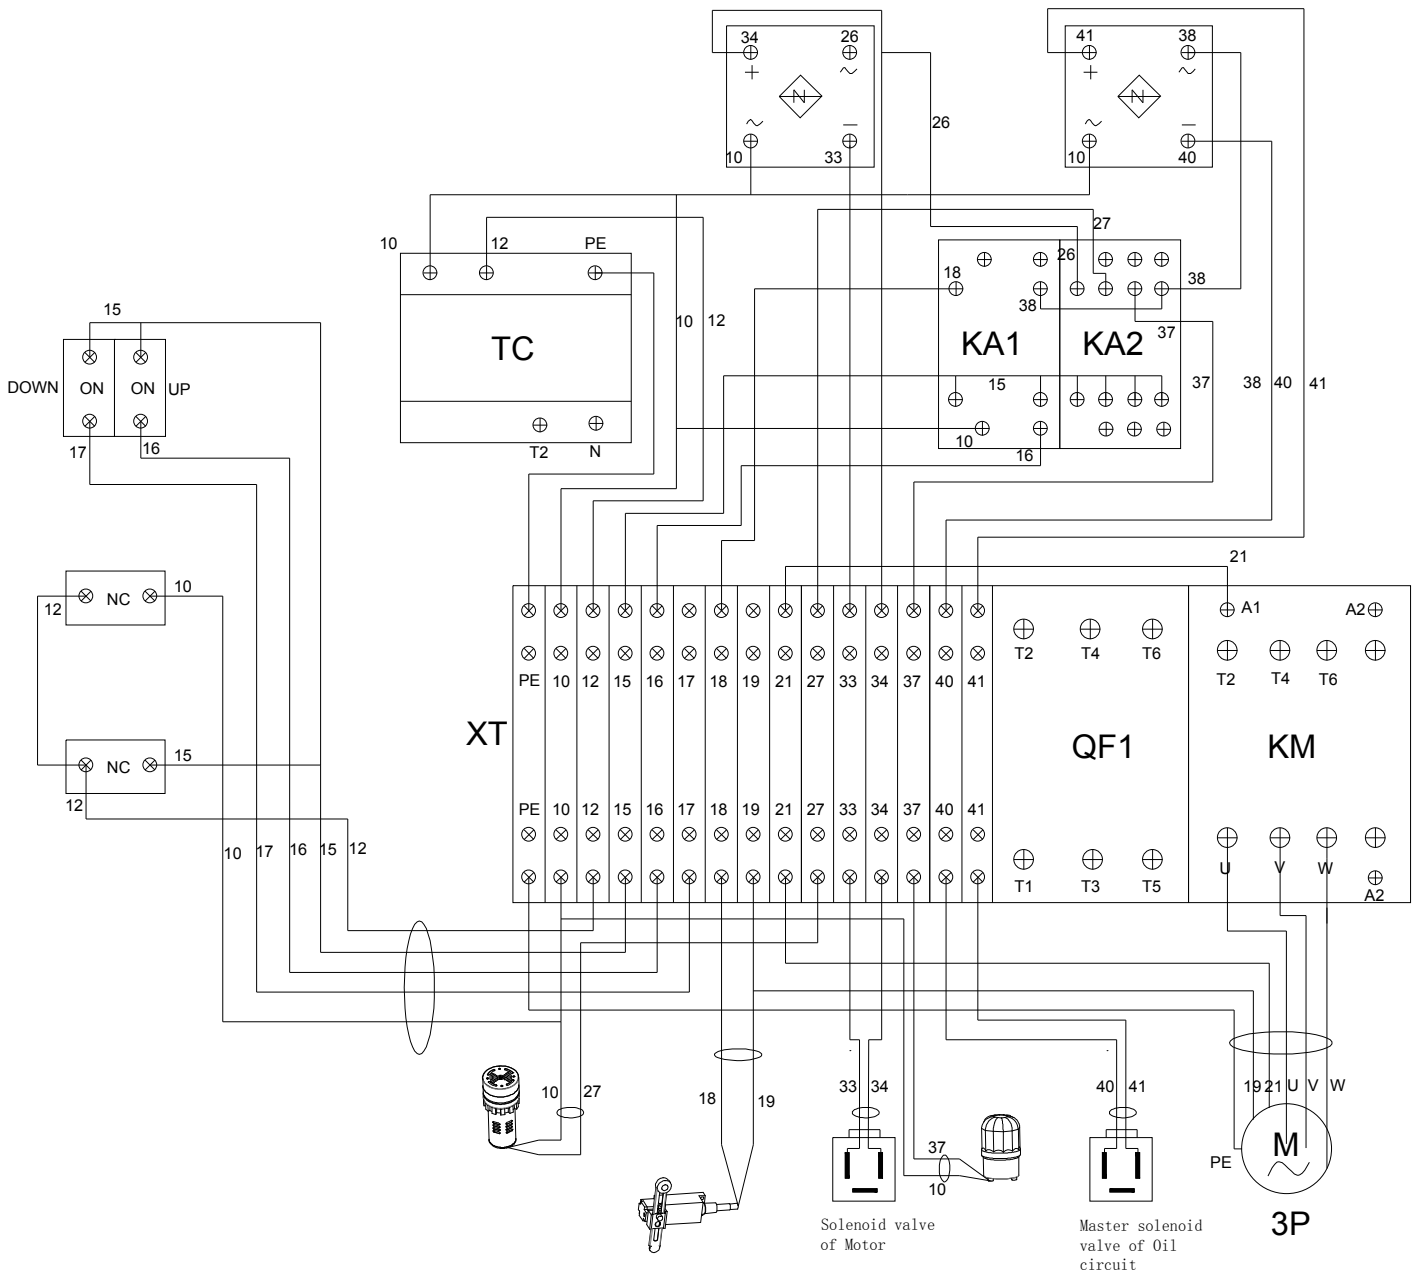 34
26
41
38
10
33
10
40
26
10
12
PE
27
26
18
38
38
15
37
10
12
TC
KA1
KA2
DOWN
ON
ON
UP
15
37
38
40
41
17
16
T2
N
10
16
21
12
NC
10
A1
A2
T2
T4
T6
T2
T4
T6
PE
10
12
15
16
17
18
19
21
27
33
34
37
40
41
XT
QF1
KM
NC
15
12
PE
10
12
15
16
17
18
19
21
27
33
34
37
40
41
10
17
16
15
12
T1
T3
T5
U
V
W
A2
10
27
18
19
33
34
40
41
19
21
U
V
W
37
10
M
PE
3P
Solenoid valve
of Motor
Master solenoid
valve of Oil
circuit